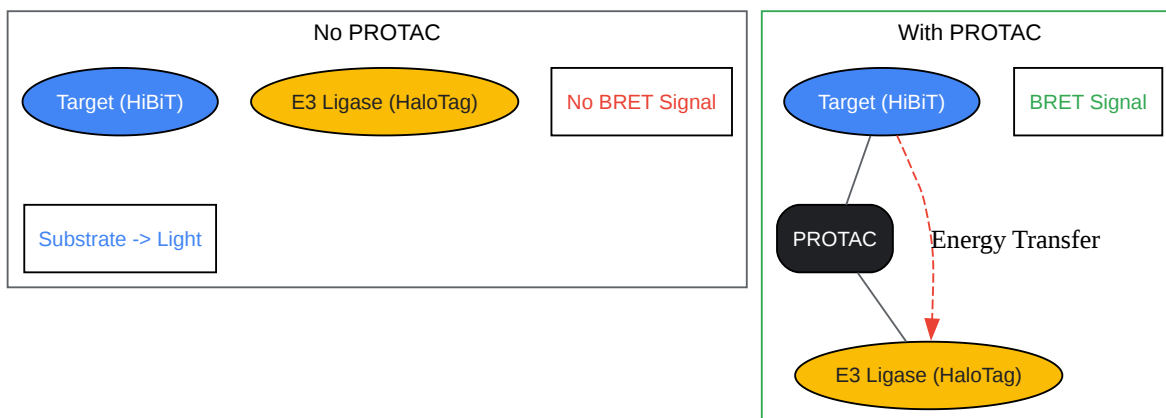 No PROTAC
Target (HiBiT)
E3 Ligase (HaloTag)
No BRET Signal
Substrate -> Light
With PROTAC
Target (HiBiT)
BRET Signal
PROTAC
Energy Transfer
E3 Ligase (HaloTag)